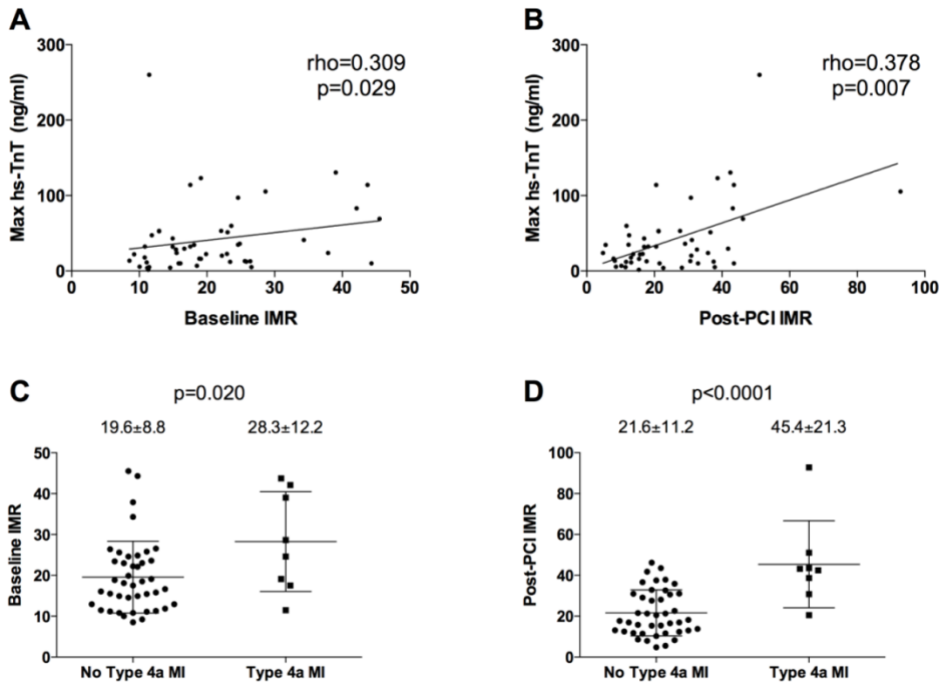 A
B
300
200
100
0
Max hs-TnT (ng/ml)
rho=0.309
p=0.029
0 10 20 30 40 50
Baseline IMR
300
200
100
0
Max hs-TnT (ng/ml)
rho=0.378
p=0.007
0 20 40 60 80 100
Post-PCI IMR
C
p=0.020
19.6±8.8 28.3±12.2
50
40
30
20
10
0
Baseline IMR
No Type 4a MI Type 4a MI
D
p<0.0001
21.6±11.2 45.4±21.3
100
80
60
40
20
0
Post-PCI IMR
No Type 4a MI Type 4a MI